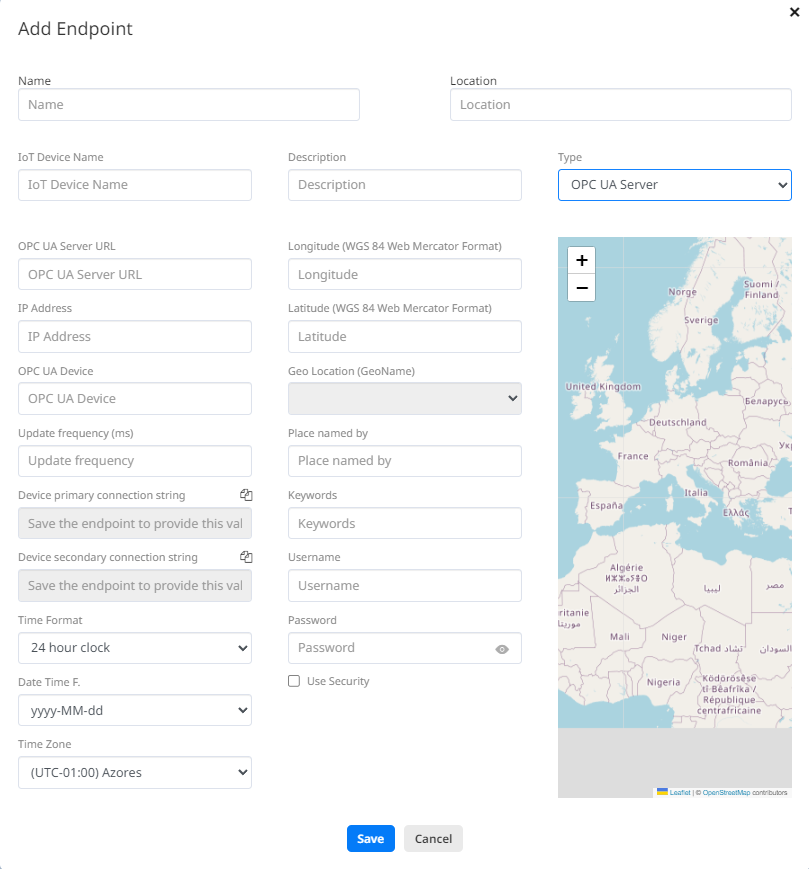 ×
Add Endpoint
Name
Location
Name
Location
IoT Device Name
Description
Type
IoT Device Name
Description
OPC UA Server
OPC UA Server URL
OPC UA Server URL
IP Address
IP Address
OPC UA Device
OPC UA Device
Update frequency (ms)
Update frequency
Device primary connection string
Save the endpoint to provide this val
Device secondary connection string
Save the endpoint to provide this val
Time Format
24 hour clock
Date Time F.
yyyy-MM-dd
Time Zone
(UTC-01:00) Azores
Longitude (WGS 84 Web Mercator Format)
Longitude
Latitude (WGS 84 Web Mercator Format)
Latitude
Geo Location (GeoName)
Place named by
Place named by
Keywords
Keywords
Username
Username
Password
Password
Use Security
+
−
Norge
Suomi /
Finland
Sverige
United Kingdom
Беларусь
Deutschland
Укр
France
România
Italia
España
Ελλάς
Algérie
ⵍⵣⵣⴰⵢⴻⵔ
الجزائر
ليبيا
مصر
ritanie
موريتا
Mali
Niger
Tchad تشاد
السودان
Nigeria
Ködörösêse
tî Bêafrîka /
République
centrafricaine
Leaflet | © OpenStreetMap contributors
Save
Cancel